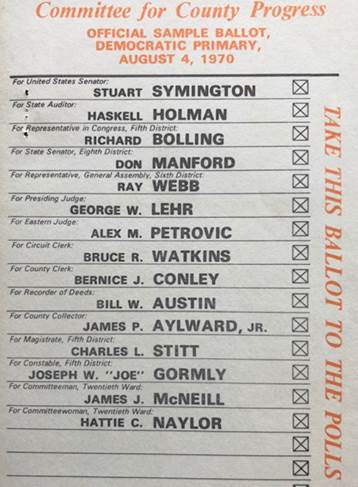 Committee for County Progress
OFFICIAL SAMPLE BALLOT,
DEMOCRATIC PRIMARY,
AUGUST 4, 1970
For United States Senator:
STUART SYMINGTON
For State Auditor:
HASKELL HOLMAN
For Representative in Congress, Fifth District:
RICHARD BOLLING
For State Senator, Eighth District:
DON MANFORD
For Representative, General Assembly, Sixth District:
RAY WEBB
For Presiding Judge:
GEORGE W. LEHR
For Eastern Judge:
ALEX M. PETROVIC
For Circuit Clerk:
BRUCE R. WATKINS
For County Clerk:
BERNICE J. CONLEY
For Recorder of Deeds:
BILL W. AUSTIN
For County Collector:
JAMES P. AYLWARD, JR.
For Magistrate, Fifth District:
CHARLES L. STITT
For Constable, Fifth District:
JOSEPH W. "JOE" GORMLY
For Committeeman, Twentieth Ward:
JAMES J. McNEILL
For Committeewoman, Twentieth Ward:
HATTIE C. NAYLOR
TAKE THIS BALLOT TO THE POLLS